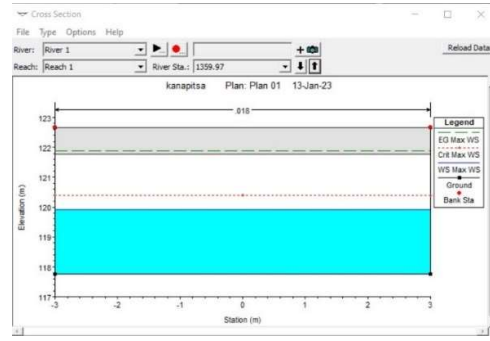 Cross Section
File Type Options Help
River: River 1
Reload Data
Reach: Reach 1 River Sta.: 1359.97
kanapitsa Plan: Plan 01 13-Jan-23
.016
Legend
EG Max WS
Crit Max WS
WS Max WS
Ground
Bank Sta
123
122
121
120
119
118
117
Elevation (m)
-3 -2 -1 0 1 2 3
Station (m)